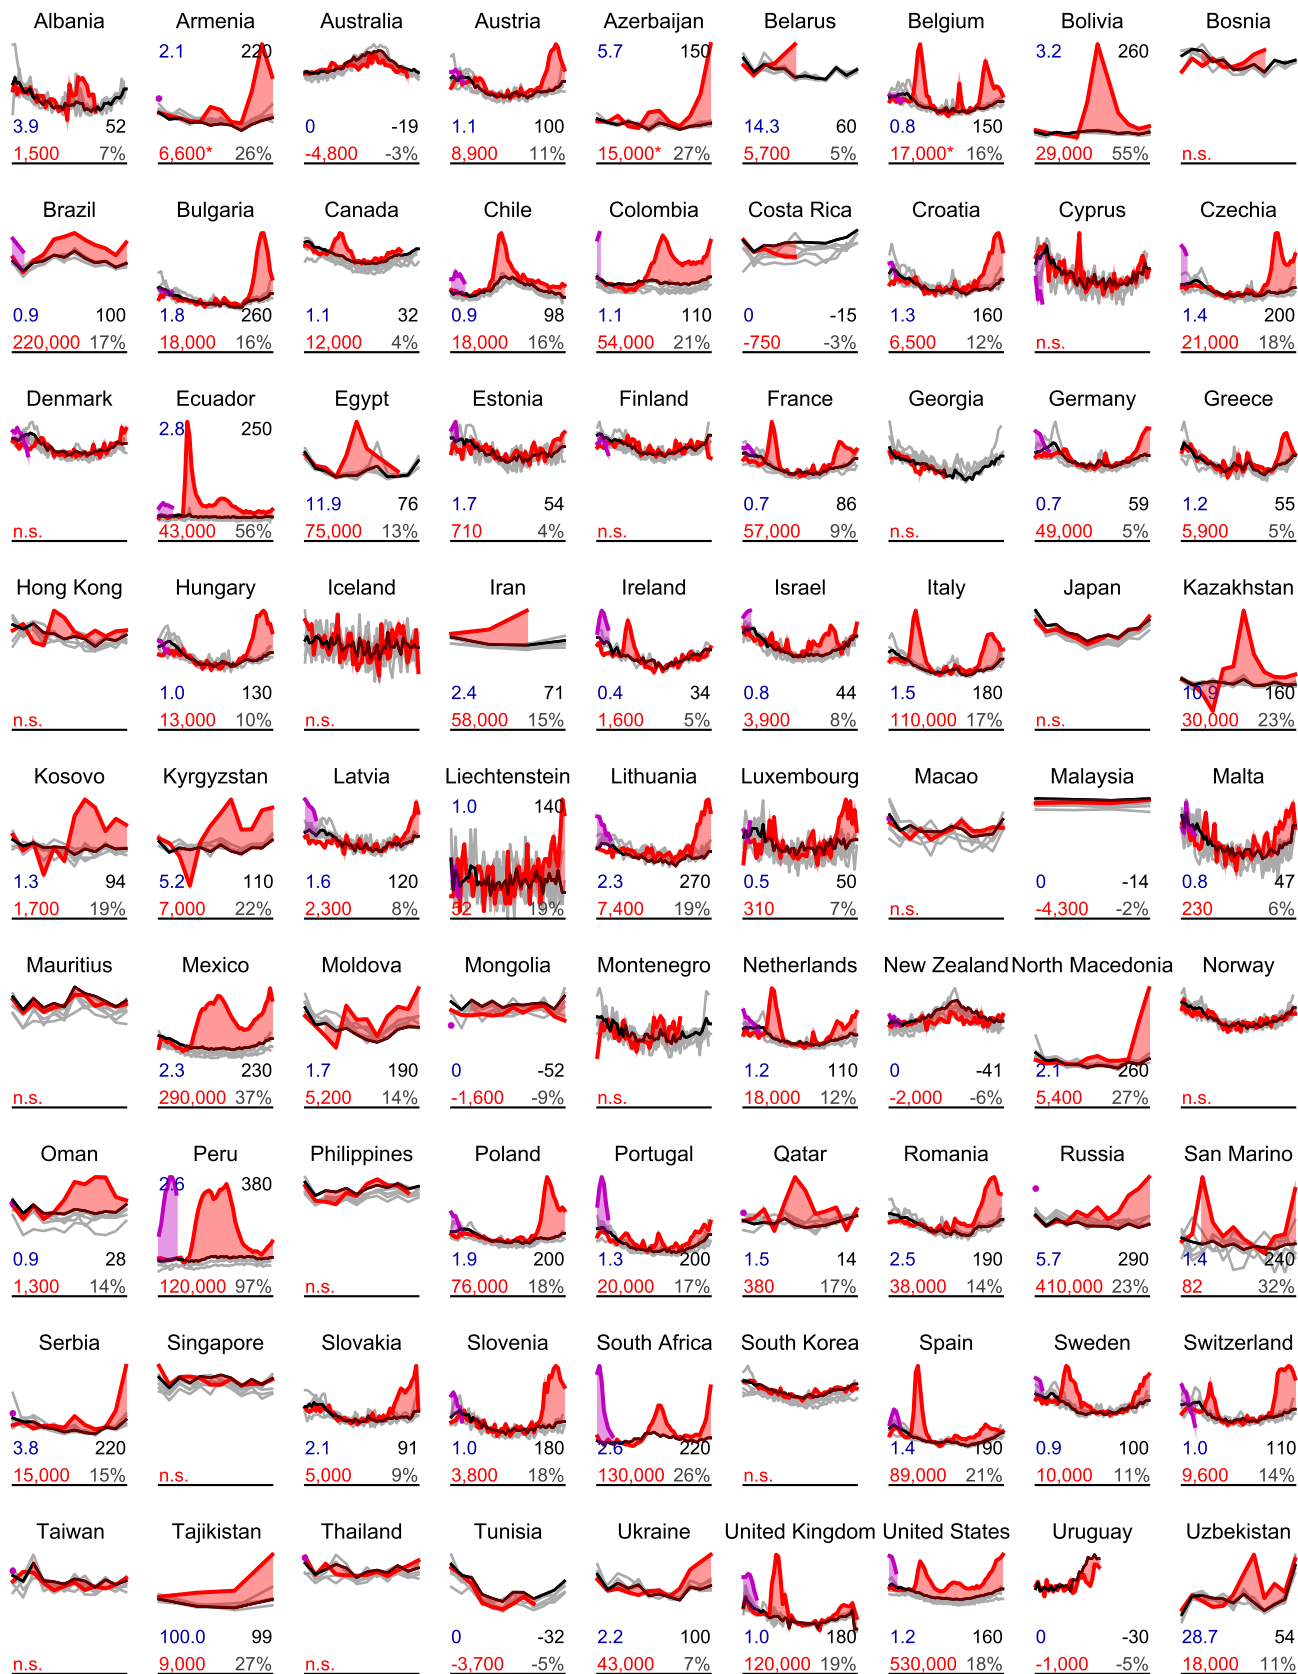 Albania Armenia Australia Austria Azerbaijan Belarus Belgium Bolivia Bosnia
2.1 220 5.7 150 3.2 260
3.9 52 0 -19 1.1 100 14.3 60 0.8 150
1,500 7% 6,600* 26% -4,800 -3% 8,900 11% 15,000* 27% 5,700 5% 17,000* 16% 29,000 55% n.s.
Brazil Bulgaria Canada Chile Colombia Costa Rica Croatia Cyprus Czechia
0.9 100 1.8 260 1.1 32 0.9 98 1.1 110 0 -15 1.3 160 1.4 200
220,000 17% 18,000 16% 12,000 4% 18,000 16% 54,000 21% -750 -3% 6,500 12% n.s. 21,000 18%
Denmark Ecuador Egypt Estonia Finland France Georgia Germany Greece
2.8 250
11.9 76 1.7 54 0.7 86 0.7 59 1.2 55
n.s. 43,000 56% 75,000 13% 710 4% n.s. 57,000 9% n.s. 49,000 5% 5,900 5%
Hong Kong Hungary Iceland Iran Ireland Israel Italy Japan Kazakhstan
1.0 130 2.4 71 0.4 34 0.8 44 1.5 180 10.9 160
n.s. 13,000 10% n.s. 58,000 15% 1,600 5% 3,900 8% 110,000 17% n.s. 30,000 23%
Kosovo Kyrgyzstan Latvia Liechtenstein Lithuania Luxembourg Macao Malaysia Malta
1.0 140
1.3 94 5.2 110 1.6 120 2.3 270 0.5 50 0 -14 0.8 47
1,700 19% 7,000 22% 2,300 8% 52 19% 7,400 19% 310 7% n.s. -4,300 -2% 230 6%
Mauritius Mexico Moldova Mongolia Montenegro Netherlands New Zealand North Macedonia Norway
2.3 230 1.7 190 0 -52 1.2 110 0 -41 2.1 260
n.s. 290,000 37% 5,200 14% -1,600 -9% n.s. 18,000 12% -2,000 -6% 5,400 27% n.s.
Oman Peru Philippines Poland Portugal Qatar Romania Russia San Marino
2.6 380
0.9 28 1.9 200 1.3 200 1.5 14 2.5 190 5.7 290 1.4 240
1,300 14% 120,000 97% n.s. 76,000 18% 20,000 17% 380 17% 38,000 14% 410,000 23% 82 32%
Serbia Singapore Slovakia Slovenia South Africa South Korea Spain Sweden Switzerland
3.8 220 2.1 91 1.0 180 2.6 220 1.4 190 0.9 100 1.0 110
15,000 15% n.s. 5,000 9% 3,800 18% 130,000 26% n.s. 89,000 21% 10,000 11% 9,600 14%
Taiwan Tajikistan Thailand Tunisia Ukraine United Kingdom United States Uruguay Uzbekistan
100.0 99 0 -32 2.2 100 1.0 180 1.2 160 0 -30 28.7 54
n.s. 9,000 27% n.s. -3,700 -5% 43,000 7% 120,000 19% 530,000 18% -1,000 -5% 18,000 11%